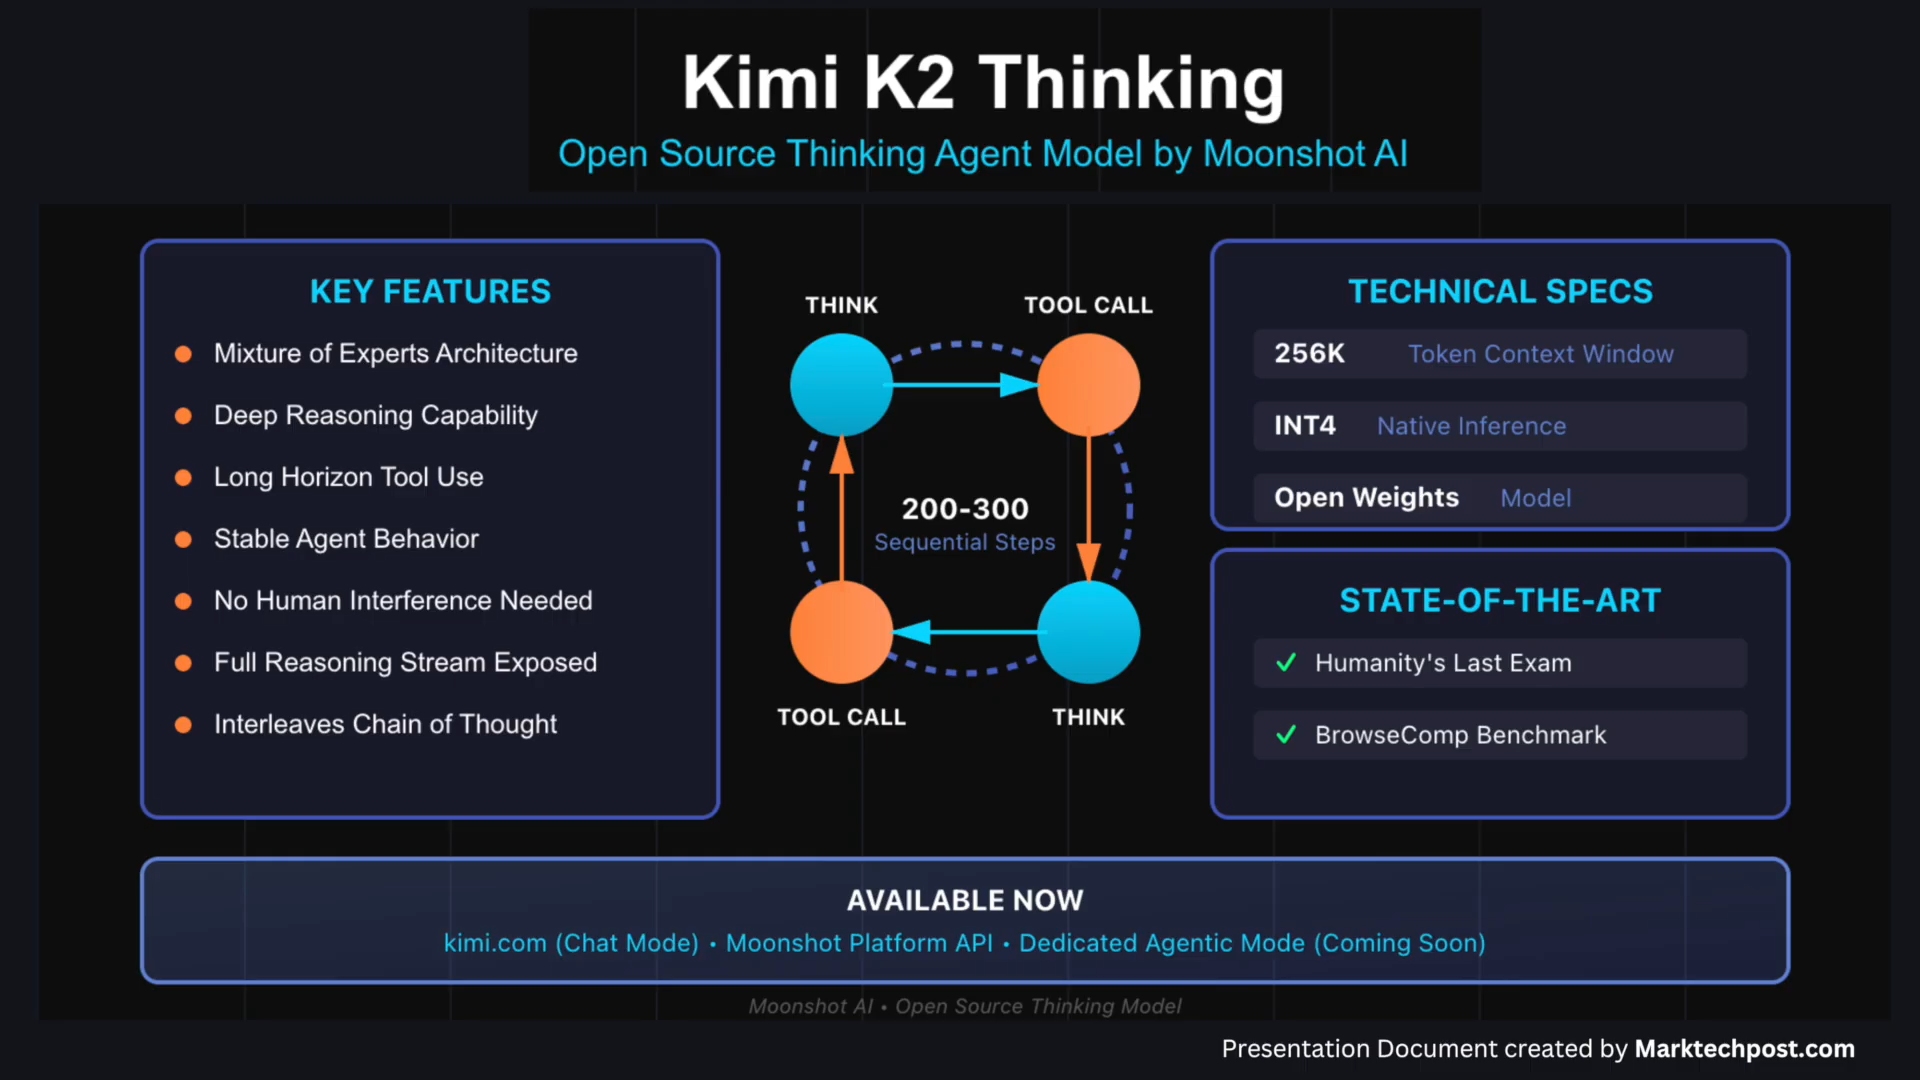 Kimi K2 Thinking
Open Source Thinking Agent Model by Moonshot AI
KEY FEATURES
Mixture of Experts Architecture
Deep Reasoning Capability
Long Horizon Tool Use
Stable Agent Behavior
No Human Interference Needed
Full Reasoning Stream Exposed
Interleaves Chain of Thought
THINK
TOOL CALL
200-300
Sequential Steps
TOOL CALL
THINK
TECHNICAL SPECS
256K Token Context Window
INT4 Native Inference
Open Weights Model
STATE-OF-THE-ART
✓ Humanity's Last Exam
✓ BrowseComp Benchmark
AVAILABLE NOW
kimi.com (Chat Mode) • Moonshot Platform API • Dedicated Agentic Mode (Coming Soon)
Moonshot AI • Open Source Thinking Model
Presentation Document created by Marktechpost.com